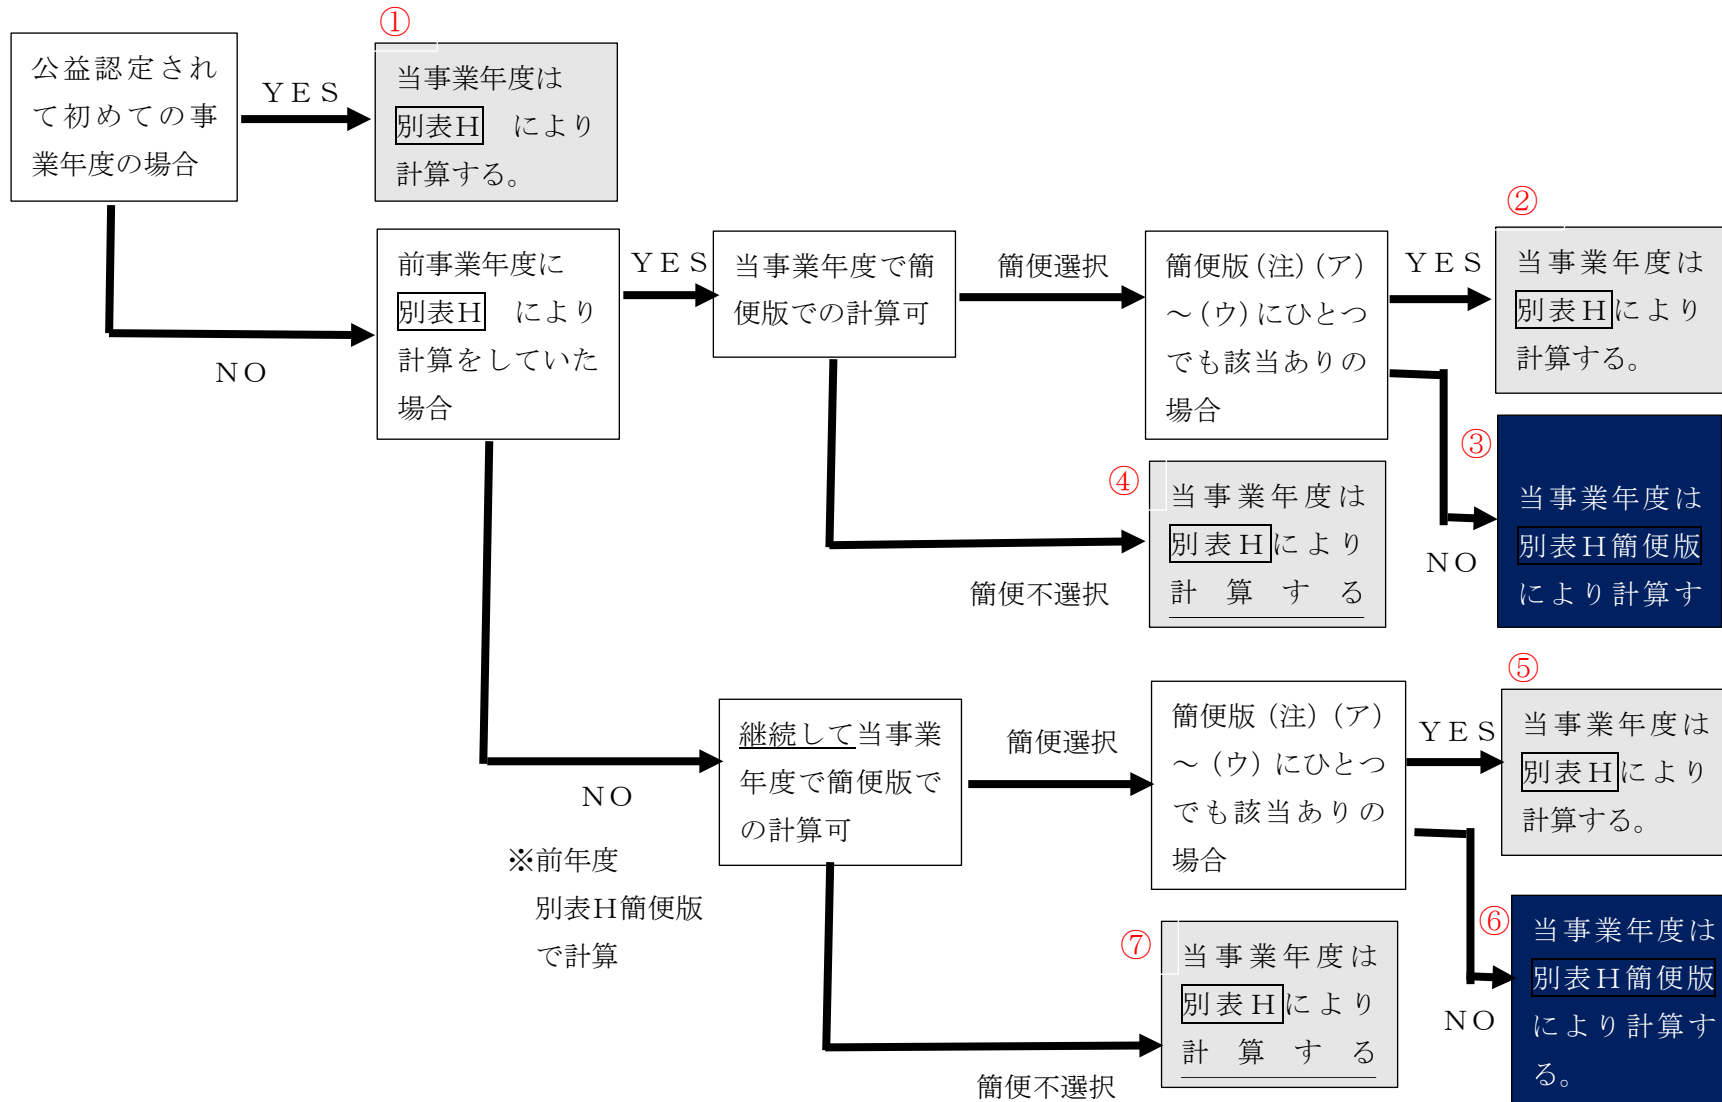 ①
公益認定され
て初めての事
業年度の場合
ＹＥＳ
当事業年度は
別表Ｈ　により
計算する。
ＮＯ
前事業年度に
別表Ｈ　により
計算をしていた
場合
ＹＥＳ
当事業年度で簡
便版での計算可
簡便選択
簡便版（注）（ア）
～（ウ）にひとつ
でも該当ありの
場合
ＹＥＳ
②
当事業年度は
別表Ｈにより
計算する。
③
当事業年度は
別表Ｈ簡便版
により計算す
ＮＯ
簡便不選択
④
当事業年度は
別表Ｈにより
計算する
ＮＯ
※前年度
別表Ｈ簡便版
で計算
継続して当事業
年度で簡便版で
の計算可
簡便選択
簡便版（注）（ア）
～（ウ）にひとつ
でも該当ありの
場合
ＹＥＳ
⑤
当事業年度は
別表Ｈにより
計算する。
⑥
当事業年度は
別表Ｈ簡便版
により計算す
る。
ＮＯ
簡便不選択
⑦
当事業年度は
別表Ｈにより
計算する